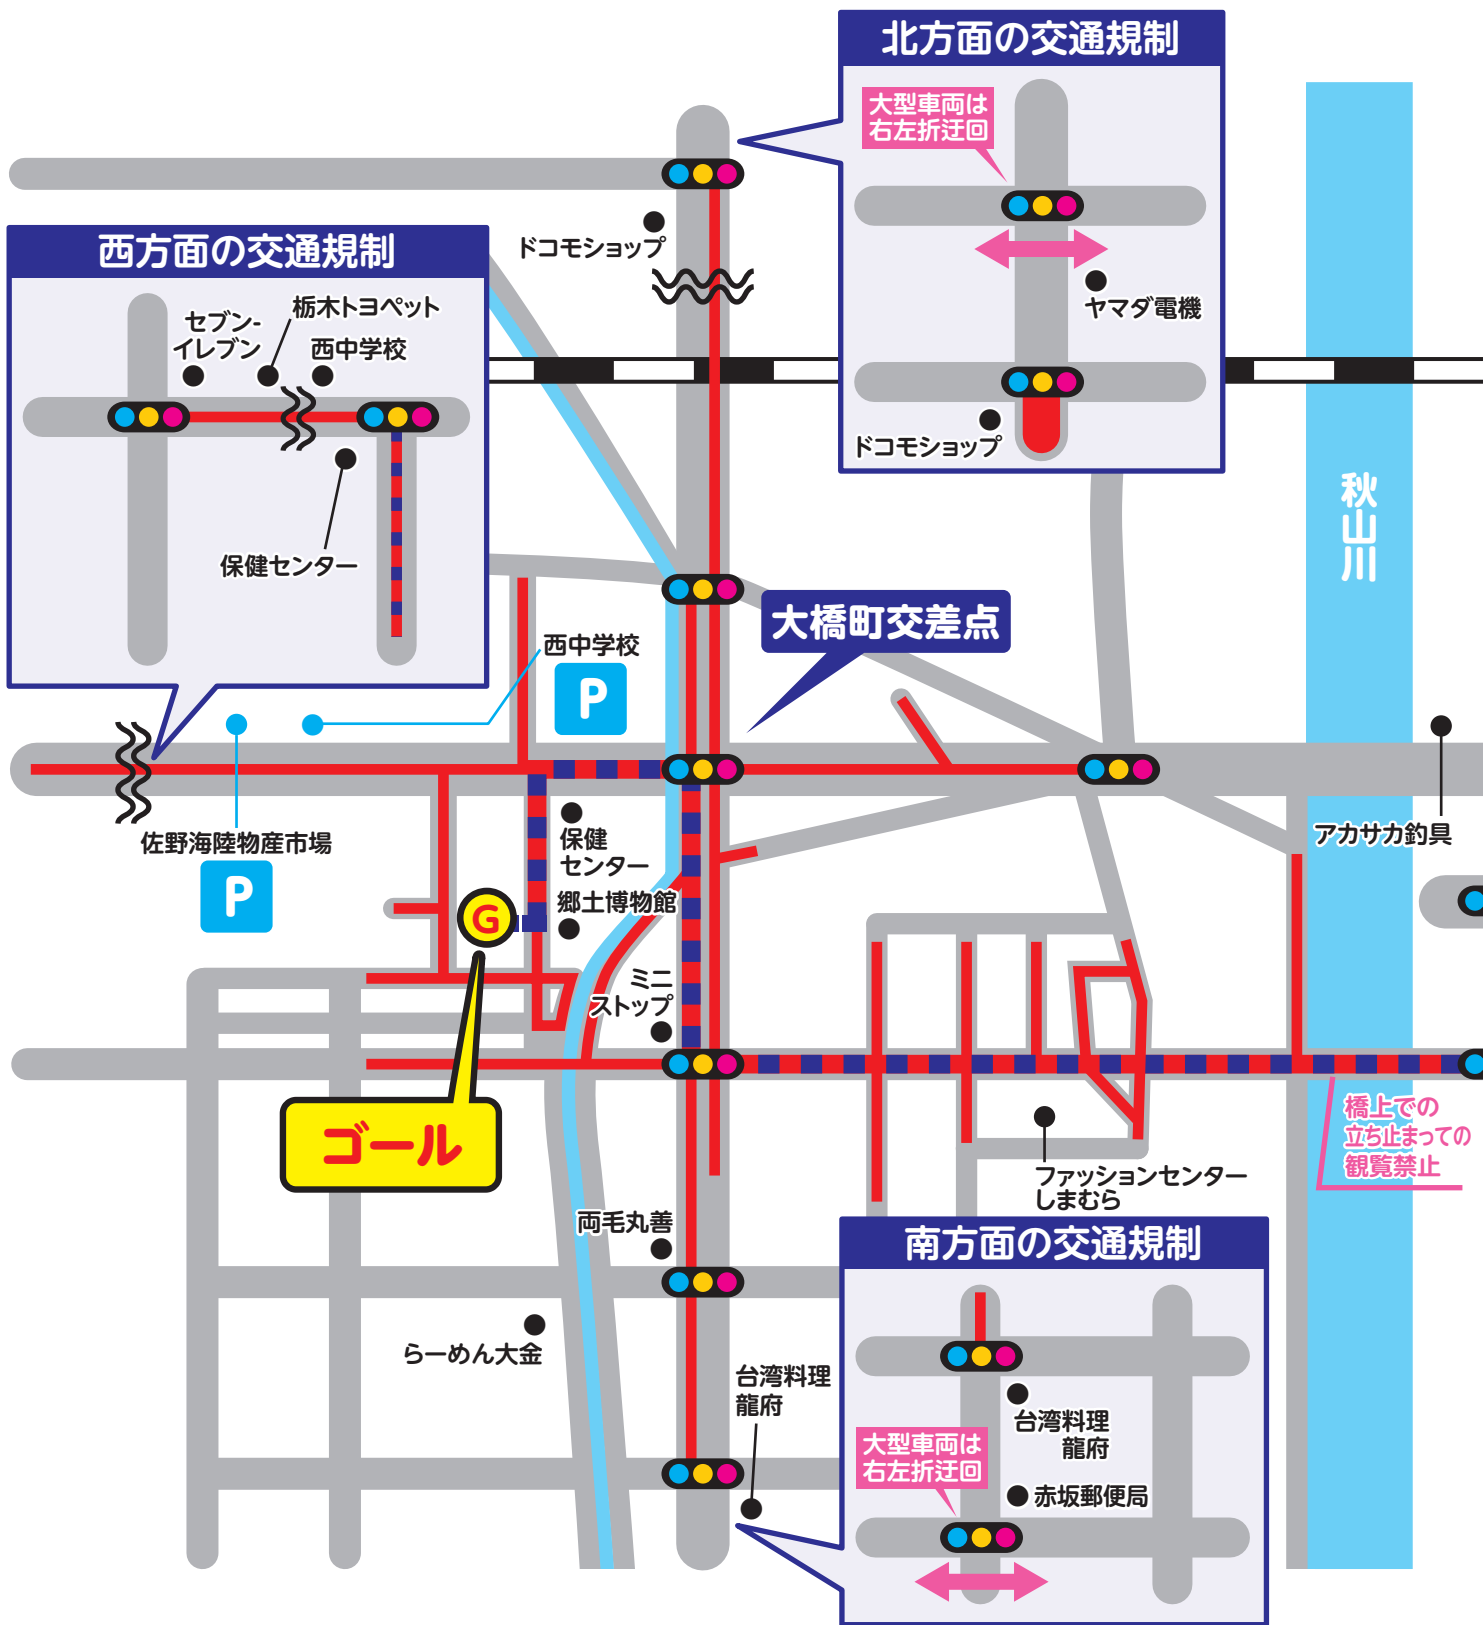 北方面の交通規制
大型車両は
右左折迂回
ヤマダ電機
ドコモショップ
ドコモショップ
西方面の交通規制
セブン-
イレブン
栃木トヨペット
西中学校
保健センター
秋山川
大橋町交差点
西中学校
P
佐野海陸物産市場
P
アカサカ釣具
保健
センター
郷土博物館
G
ミニ
ストップ
ゴール
橋上での
立ち止まっての
観覧禁止
ファッションセンター
しまむら
両毛丸善
らーめん大金
台湾料理
龍府
南方面の交通規制
台湾料理
龍府
大型車両は
右左折迂回
赤坂郵便局